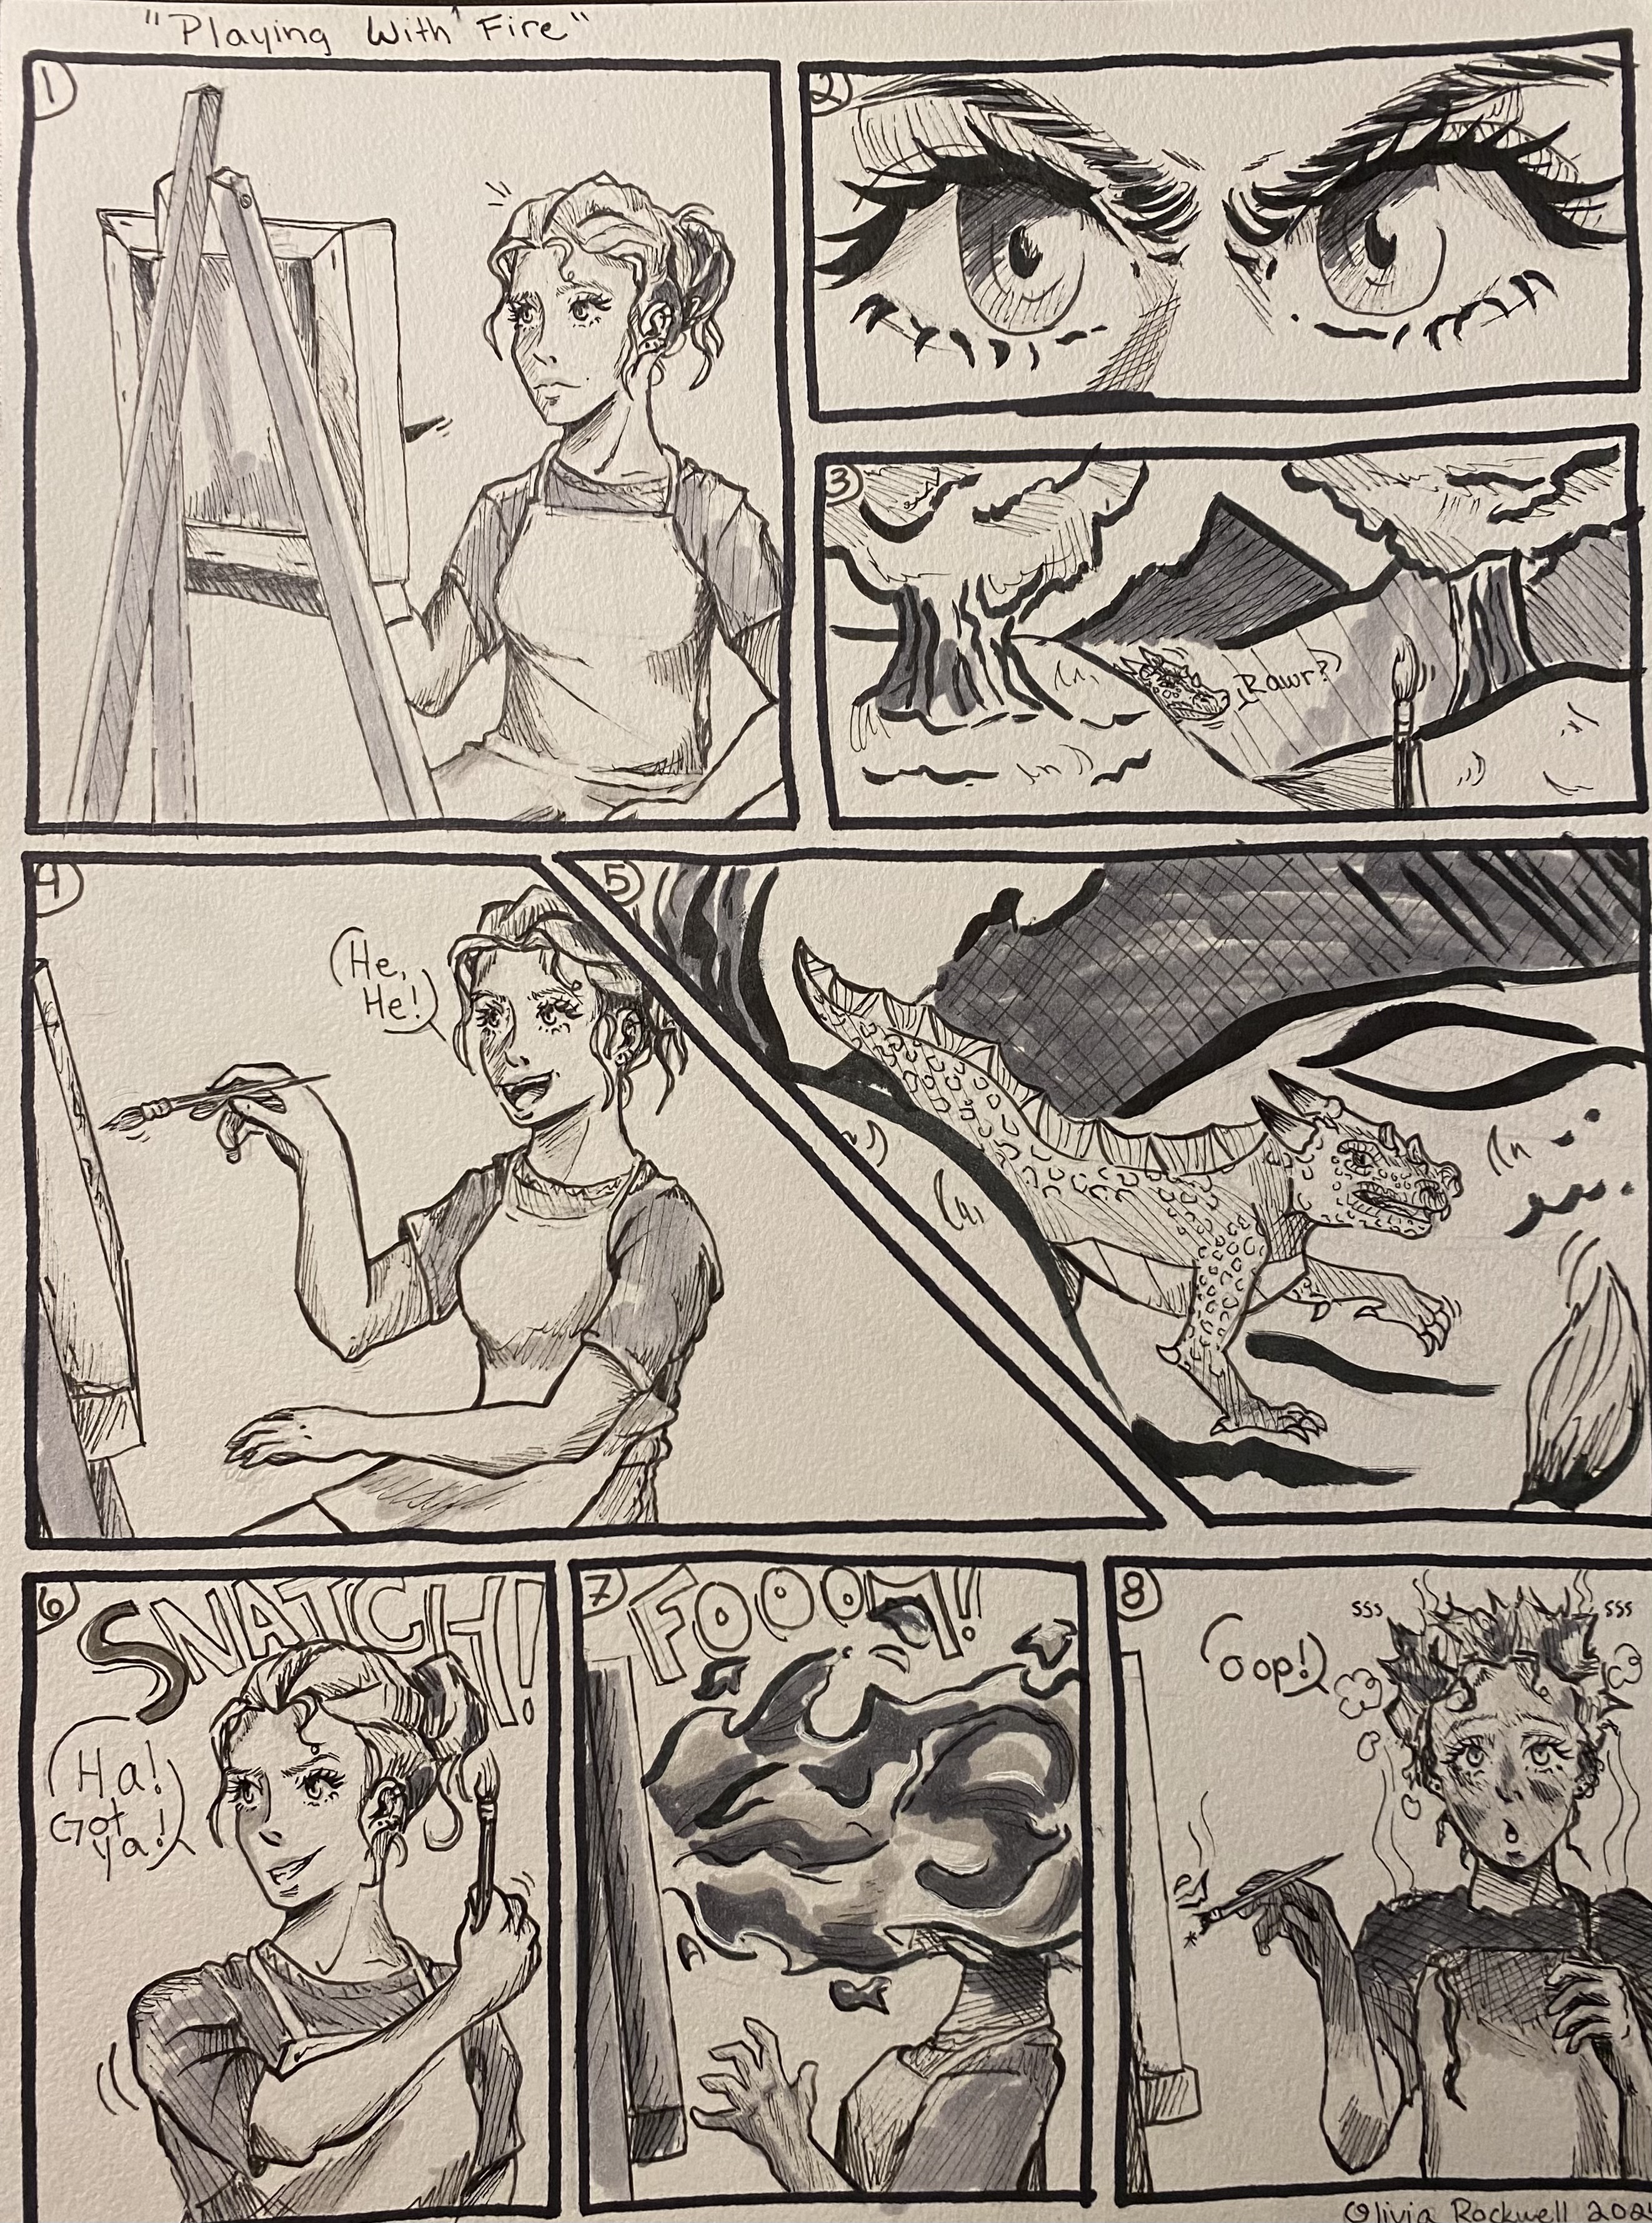 "Playing With Fire"
1
2
3
Rawr?
4
He,
He!
5
6
SNATCH!
Ha!
Got
ya!
7
FOOOM!!
8
Oop!
sss
sss
Olivia Rockwell